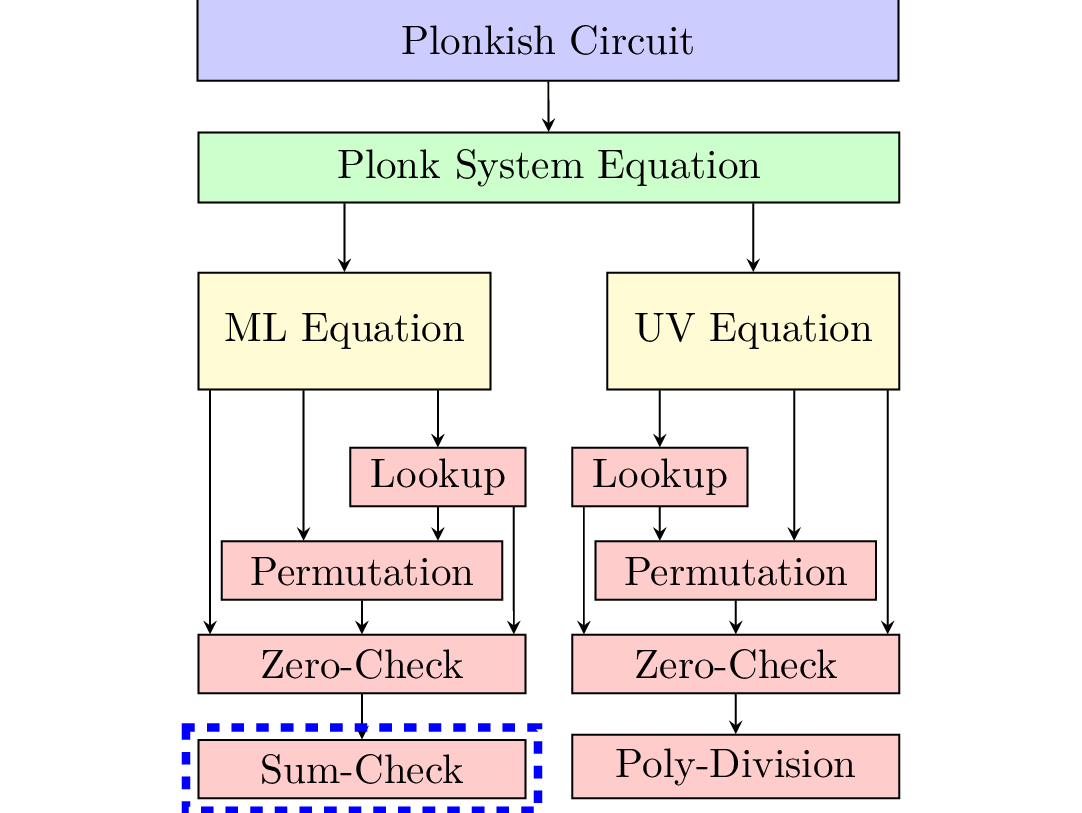 Plonkish Circuit
Plonk System Equation
ML Equation
UV Equation
Lookup
Lookup
Permutation
Permutation
Zero-Check
Zero-Check
Sum-Check
Poly-Division